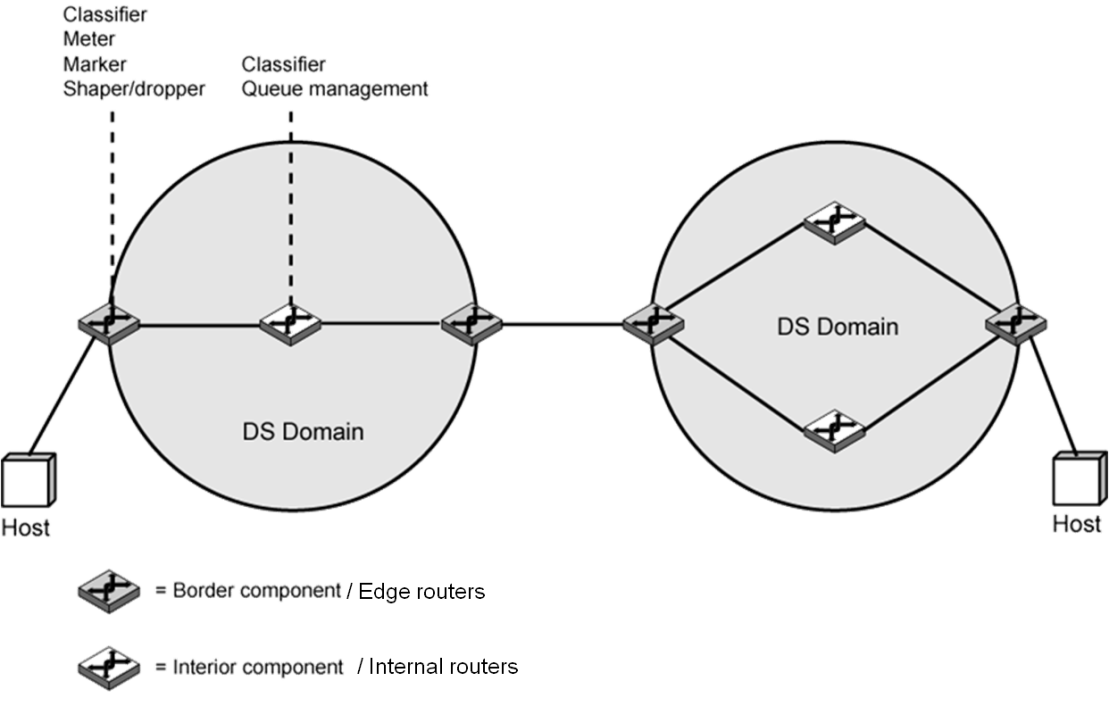 Classifier
Meter
Marker
Shaper/dropper
Classifier
Queue management
DS Domain
DS Domain
Host
Host
= Border component / Edge routers
= Interior component / Internal routers